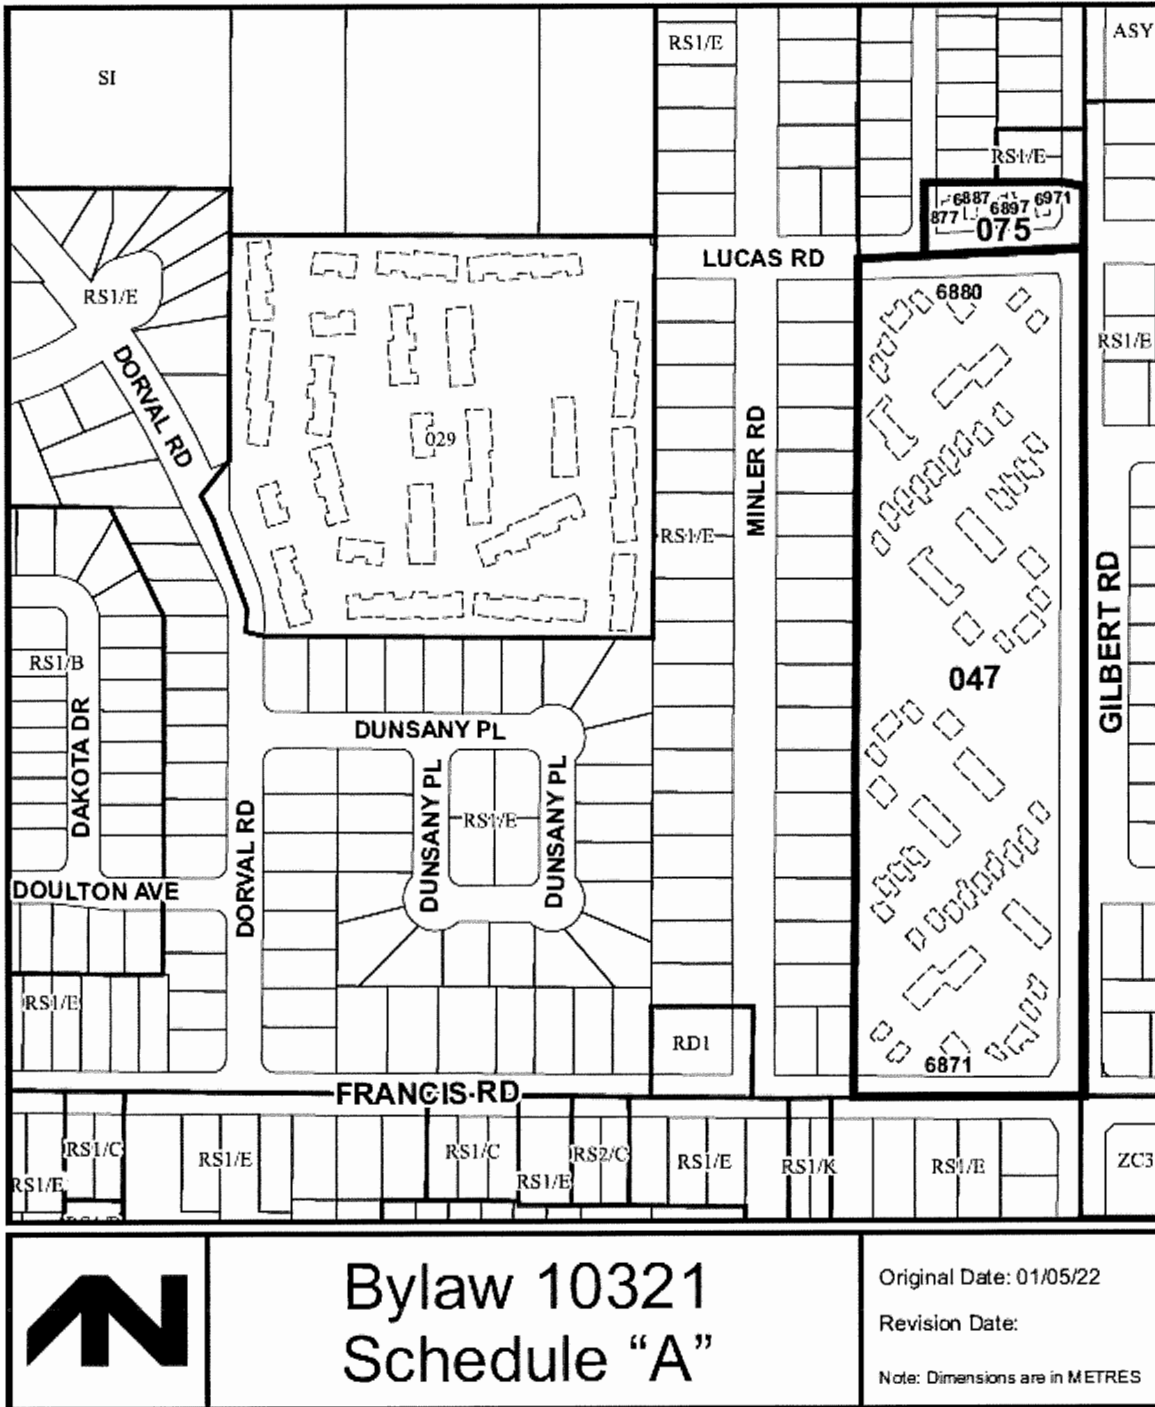 SI
RS1/E
ASY
RS1/E
6887
6971
877
6897
075
LUCAS RD
RS1/E
6880
RS1/E
DORVAL RD
029
MINLER RD
RS1/E
GILBERT RD
RS1/B
047
DAKOTA DR
DUNSANY PL
DUNSANY PL
DUNSANY PL
RS1/E
DORVAL RD
DOULTON AVE
RS1/E
RD1
6871
FRANCIS RD
RS1/C
RS1/E
RS1/E
RS1/C
RS1/E
RS2/C
RS1/E
RS1/K
RS1/E
ZC3
Bylaw 10321
Schedule “A”
Original Date: 01/05/22
Revision Date:
Note: Dimensions are in METRES